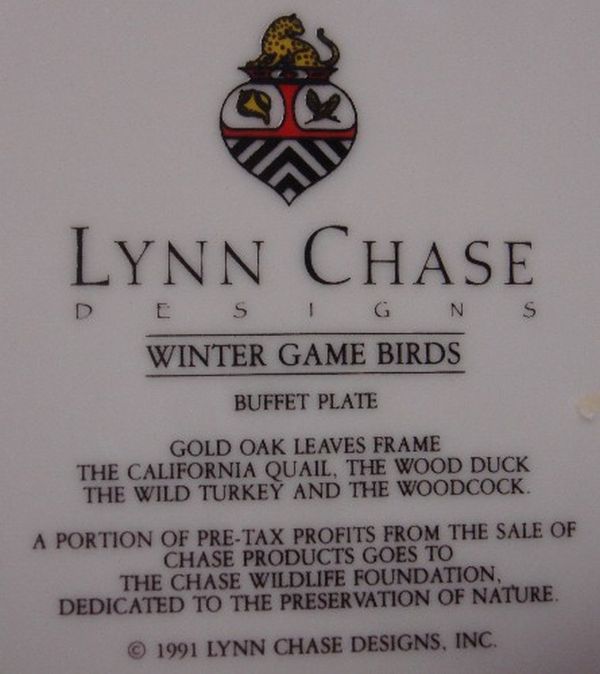 LYNN CHASE
DESIGNS
WINTER GAME BIRDS
BUFFET PLATE
GOLD OAK LEAVES FRAME
THE CALIFORNIA QUAIL, THE WOOD DUCK
THE WILD TURKEY AND THE WOODCOCK.
A PORTION OF PRE-TAX PROFITS FROM THE SALE OF
CHASE PRODUCTS GOES TO
THE CHASE WILDLIFE FOUNDATION,
DEDICATED TO THE PRESERVATION OF NATURE.
© 1991 LYNN CHASE DESIGNS, INC.